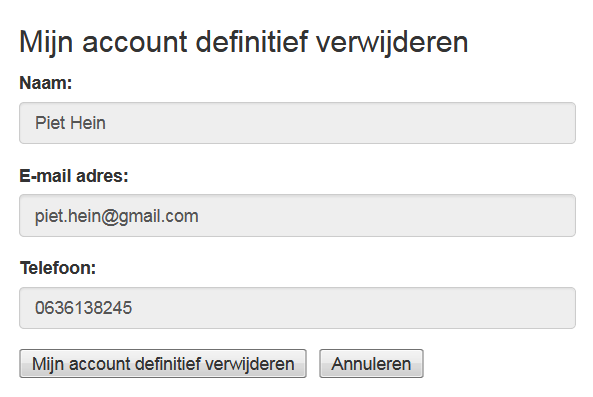 Mijn account definitief verwijderen
Naam:
Piet Hein
E-mail adres:
piet.hein@gmail.com
Telefoon:
0636138245
Mijn account definitief verwijderen Annuleren